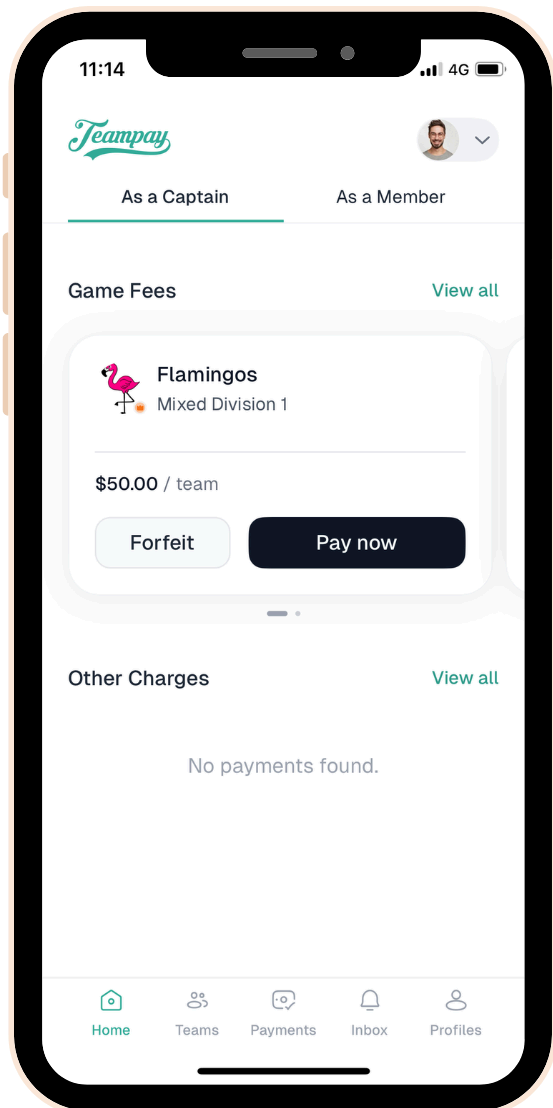 11:14
4G
Teampay
As a Captain
As a Member
Game Fees
View all
Flamingos
Mixed Division 1
$50.00 / team
Forfeit
Pay now
Other Charges
View all
No payments found.
Home
Teams
Payments
Inbox
Profiles